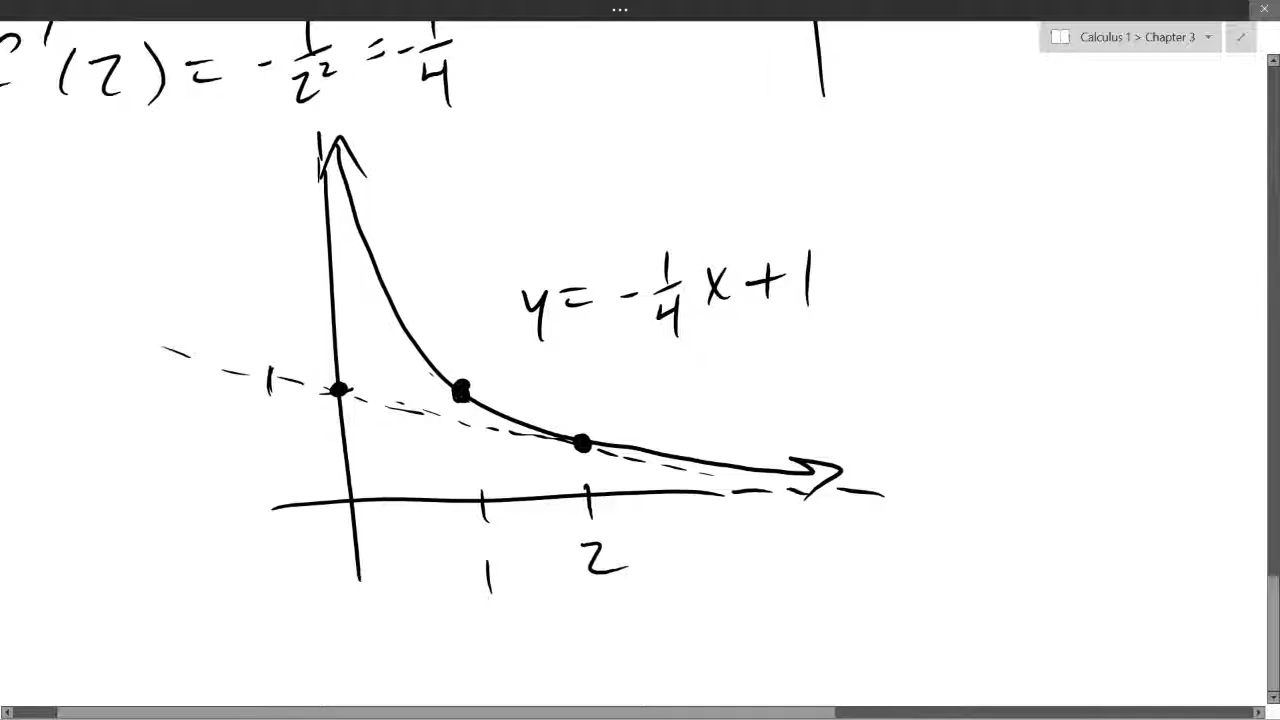 f'(2) = -1/2² = -1/4
Calculus 1 > Chapter 3
y = -1/4 x + 1
1
1
2